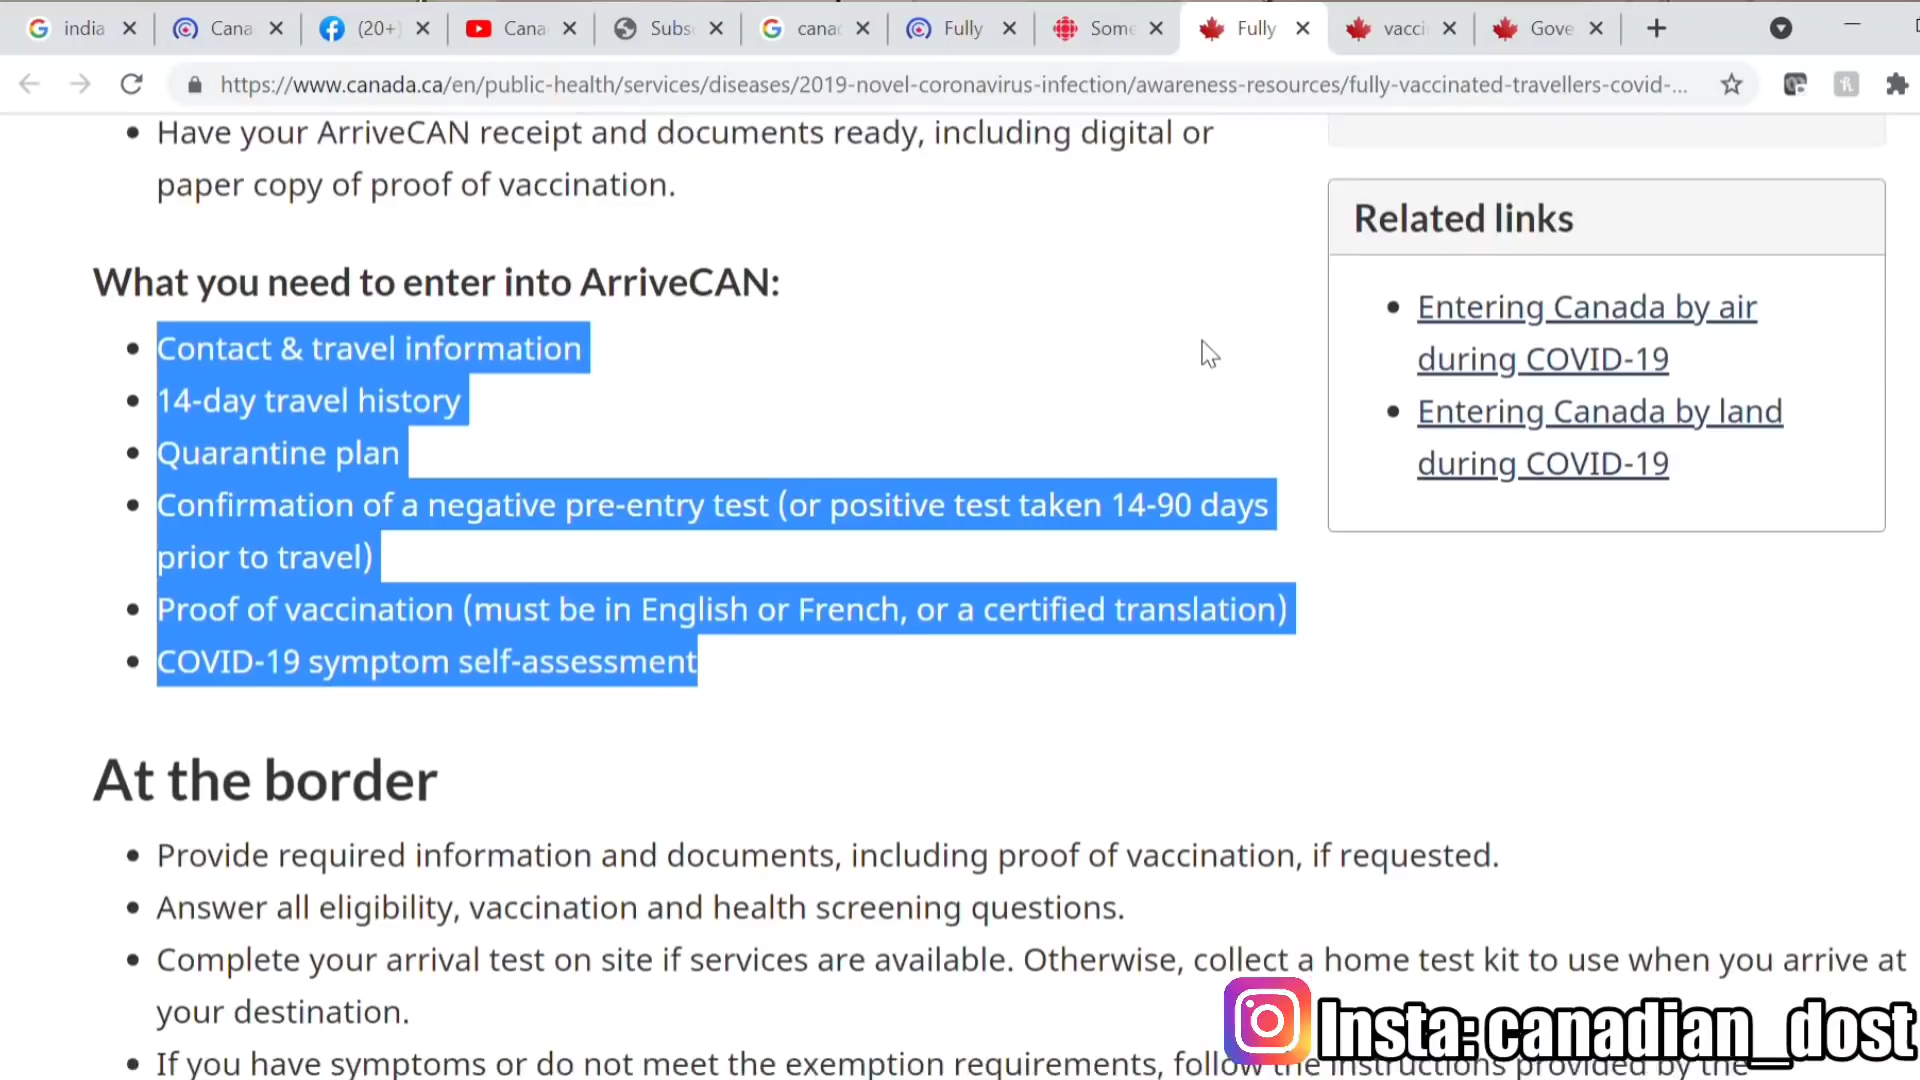 india
Cana
(20+)
Cana
Subs
cana
Fully
Some
Fully
vacci
Gove
https://www.canada.ca/en/public-health/services/diseases/2019-novel-coronavirus-infection/awareness-resources/fully-vaccinated-travellers-covid-...
Have your ArriveCAN receipt and documents ready, including digital or
paper copy of proof of vaccination.
What you need to enter into ArriveCAN:
Contact & travel information
14-day travel history
Quarantine plan
Confirmation of a negative pre-entry test (or positive test taken 14-90 days
prior to travel)
Proof of vaccination (must be in English or French, or a certified translation)
COVID-19 symptom self-assessment
Related links
Entering Canada by air
during COVID-19
Entering Canada by land
during COVID-19
At the border
Provide required information and documents, including proof of vaccination, if requested.
Answer all eligibility, vaccination and health screening questions.
Complete your arrival test on site if services are available. Otherwise, collect a home test kit to use when you arrive at
your destination.
If you have symptoms or do not meet the exemption requirements, follow the instructions provided by the
Insta: canadian_dost